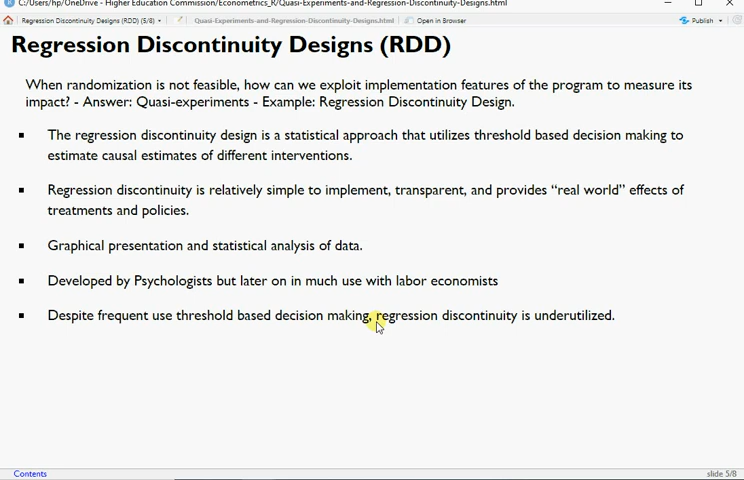 C:/Users/hp/OneDrive - Higher Education Commission/Econometrics_R/Quasi-Experiments-and-Regression-Discontinuity-Designs.html
Regression Discontinuity Designs (RDD) (5/8) Quasi-Experiments-and-Regression-Discontinuity-Designs.html Open in Browser Publish
Regression Discontinuity Designs (RDD)
When randomization is not feasible, how can we exploit implementation features of the program to measure its
impact? - Answer: Quasi-experiments - Example: Regression Discontinuity Design.
The regression discontinuity design is a statistical approach that utilizes threshold based decision making to
estimate causal estimates of different interventions.
Regression discontinuity is relatively simple to implement, transparent, and provides “real world” effects of
treatments and policies.
Graphical presentation and statistical analysis of data.
Developed by Psychologists but later on in much use with labor economists
Despite frequent use threshold based decision making, regression discontinuity is underutilized.
Contents slide 5/8